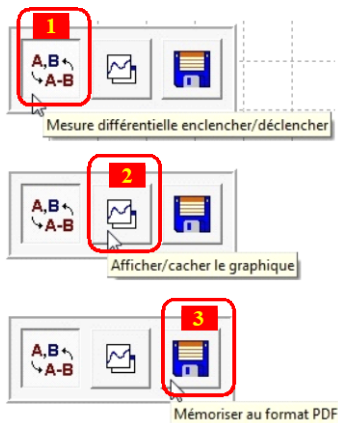 1
A,B
A-B
Mesure différentielle enclencher/déclencher
2
Afficher/cacher le graphique
3
A,B
A-B
Mémoriser au format PDF